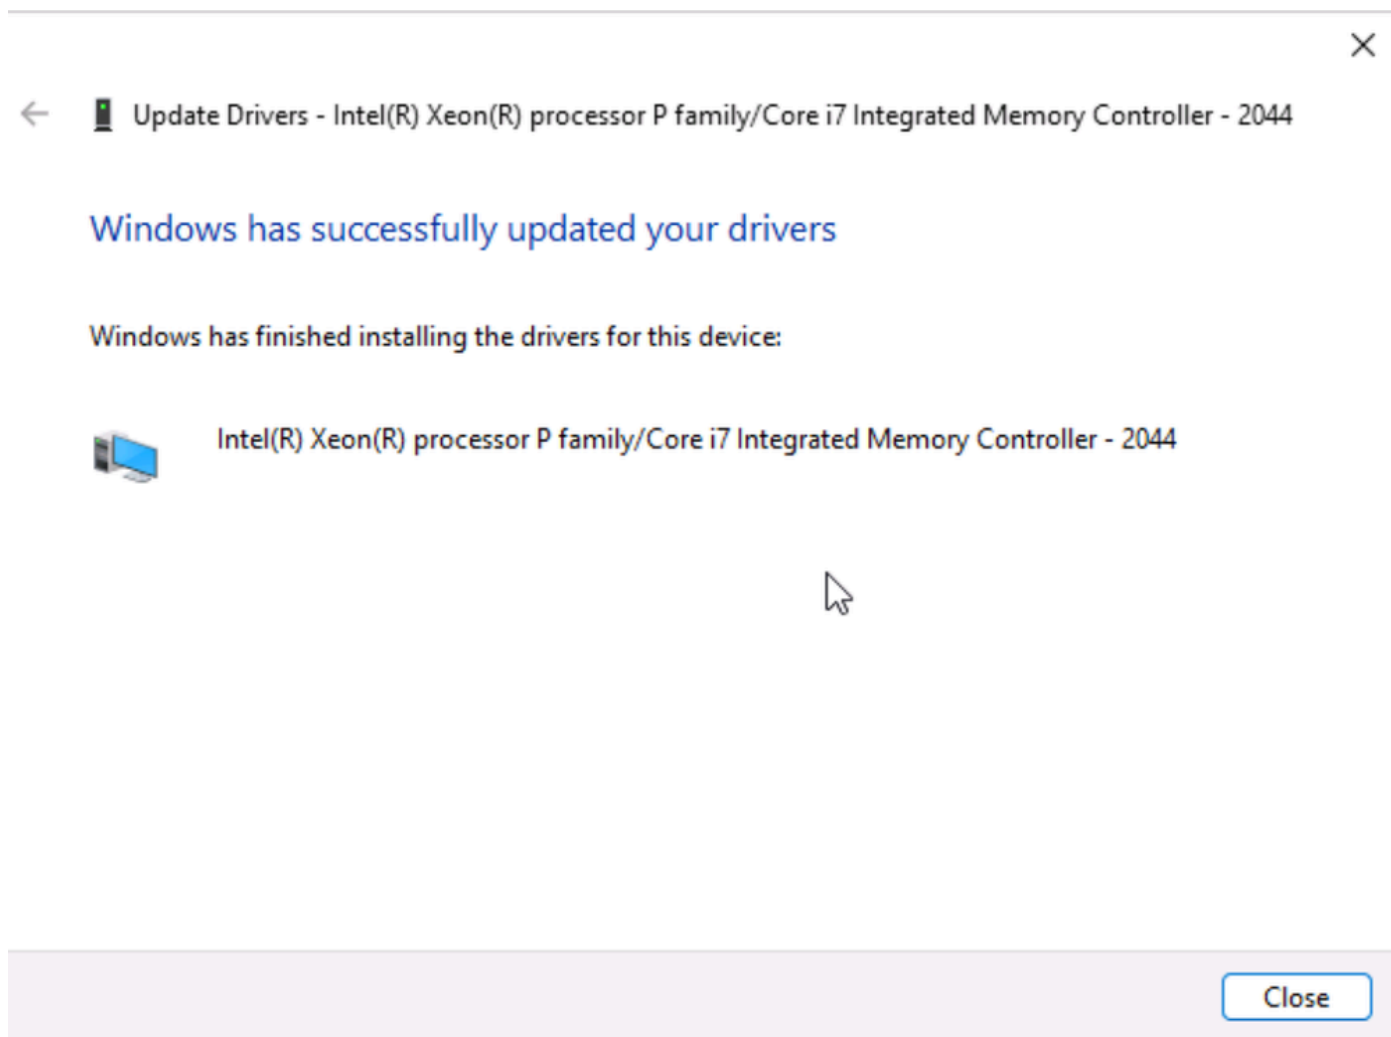 Update Drivers - Intel(R) Xeon(R) processor P family/Core i7 Integrated Memory Controller - 2044
Windows has successfully updated your drivers
Windows has finished installing the drivers for this device:
Intel(R) Xeon(R) processor P family/Core i7 Integrated Memory Controller - 2044
Close